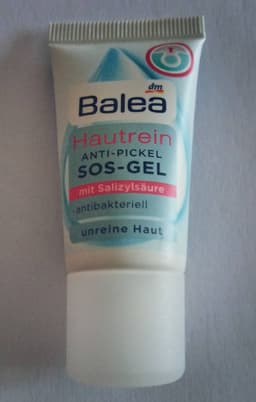 dm
Balea
Hautrein
ANTI-PICKEL
SOS-GEL
mit Salizylsäure
antibakteriell
unreine Haut